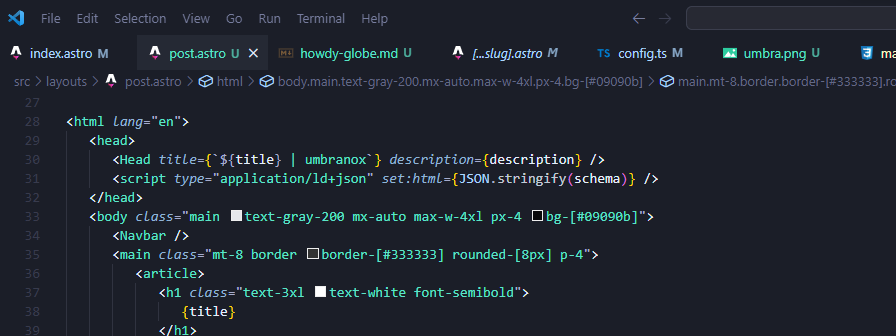 File Edit Selection View Go Run Terminal Help
index.astro M post.astro U howdy-globe.md U [...slug].astro M config.ts M umbra.png U ma
src > layouts > post.astro > html > body.main.text-gray-200.mx-auto.max-w-4xl.px-4.bg-[#09090b] > main.mt-8.border.border-[#333333].ro
27
28 <html lang="en">
29 <head>
30 <Head title={`${title} | umbranox`} description={description} />
31 <script type="application/ld+json" set:html={JSON.stringify(schema)} />
32 </head>
33 <body class="main text-gray-200 mx-auto max-w-4xl px-4 bg-[#09090b]">
34 <Navbar />
35 <main class="mt-8 border border-[#333333] rounded-[8px] p-4">
36 <article>
37 <h1 class="text-3xl text-white font-semibold">
38 {title}
39 </h1>